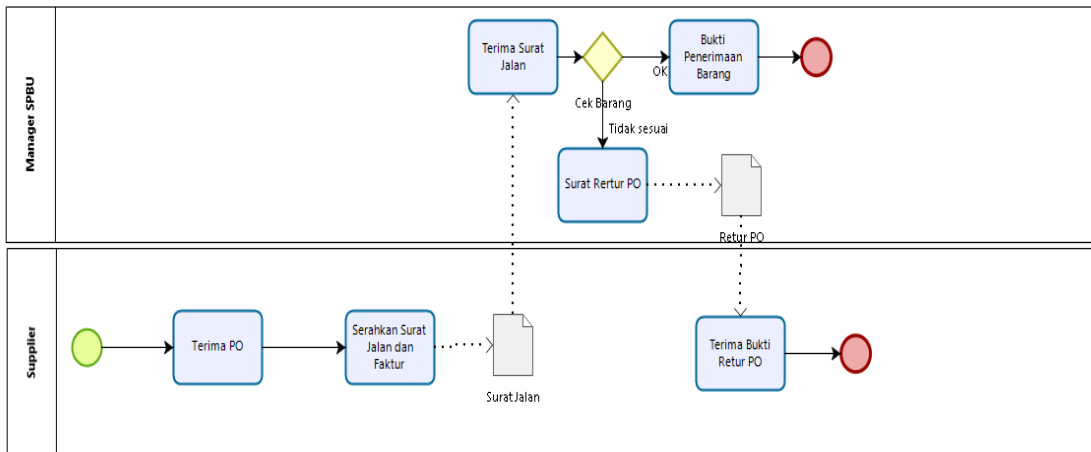 Manager SPBU
Terima Surat
Jalan
Cek Barang
OK
Bukti
Penerimaan
Barang
Tidak sesuai
Surat Rertur PO
Retur PO
Supplier
Terima PO
Serahkan Surat
Jalan dan
Faktur
Surat Jalan
Terima Bukti
Retur PO